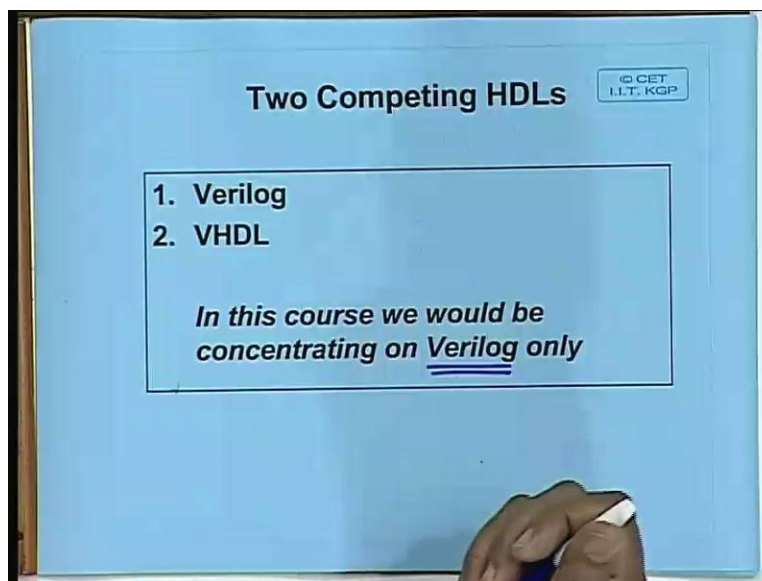 Two Competing HDLs
© CET
I.I.T. KGP
1. Verilog
2. VHDL
In this course we would be
concentrating on Verilog only